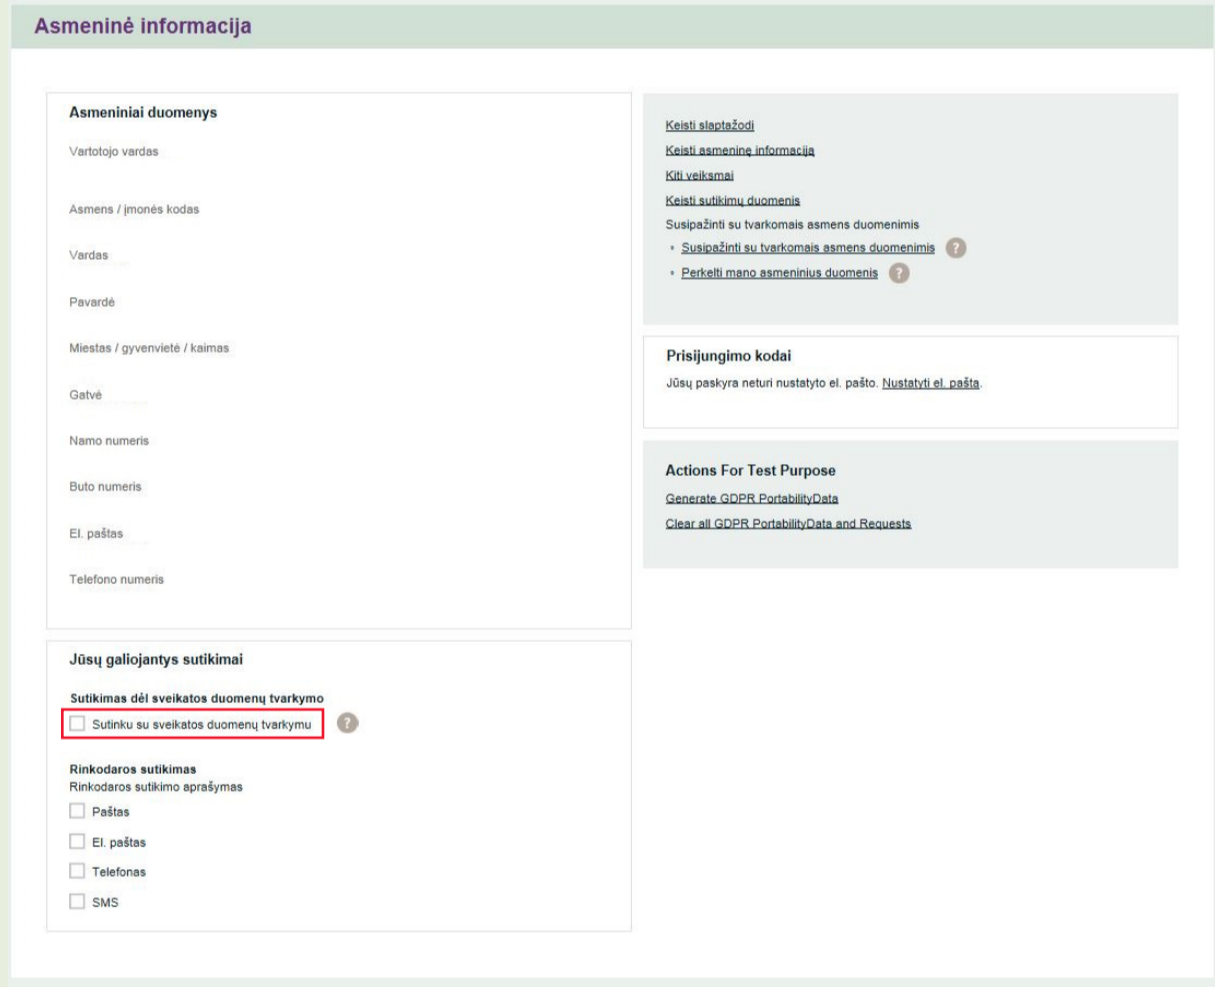 Asmeninė informacija
Asmeniniai duomenys
Vartotojo vardas
Asmens / įmonės kodas
Vardas
Pavardė
Miestas / gyvenvietė / kaimas
Gatvė
Namo numeris
Buto numeris
El. paštas
Telefono numeris
Jūsų galiojantys sutikimai
Sutikimas dėl sveikatos duomenų tvarkymo
Sutinku su sveikatos duomenų tvarkymu ?
Rinkodaros sutikimas
Rinkodaros sutikimo aprašymas
Paštas
El. paštas
Telefonas
SMS
Keisti slaptažodi
Keisti asmeninę informaciją
Kiti veiksmai
Keisti sutikimų duomenis
Susipažinti su tvarkomais asmens duomenimis
Susipažinti su tvarkomais asmens duomenimis ?
Perkelti mano asmeninius duomenis ?
Prisijungimo kodai
Jūsų paskyra neturi nustatyto el. pašto. Nustatyti el. paštą.
Actions For Test Purpose
Generate GDPR PortabilityData
Clear all GDPR PortabilityData and Requests